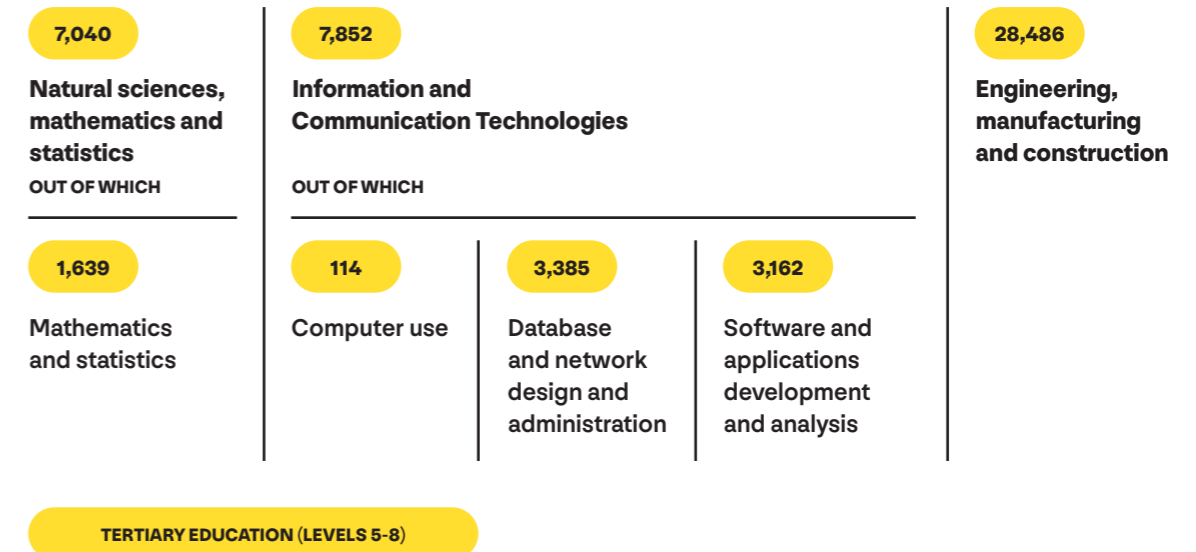 7,040
Natural sciences,
mathematics and
statistics
OUT OF WHICH
1,639
Mathematics
and statistics
7,852
Information and
Communication Technologies
OUT OF WHICH
114
Computer use
3,385
Database
and network
design and
administration
3,162
Software and
applications
development
and analysis
28,486
Engineering,
manufacturing
and construction
TERTIARY EDUCATION (LEVELS 5-8)